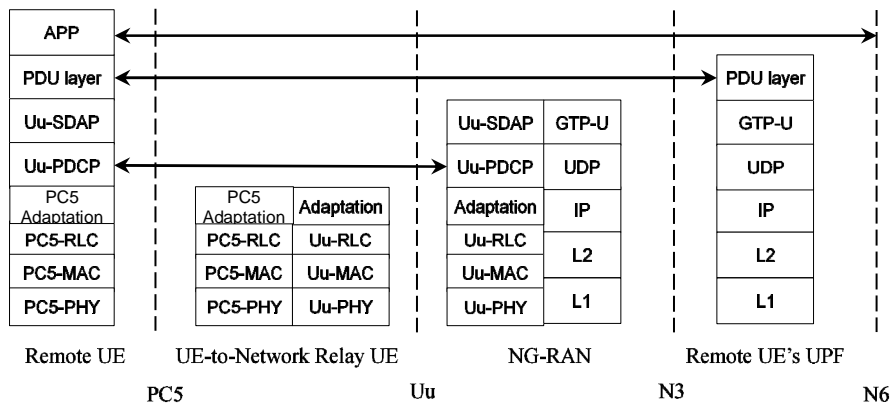 APP
PDU layer
Uu-SDAP
Uu-PDCP
PC5
Adaptation
PC5-RLC
PC5-MAC
PC5-PHY
PC5
Adaptation
PC5-RLC
PC5-MAC
PC5-PHY
Adaptation
Uu-RLC
Uu-MAC
Uu-PHY
Uu-SDAP
Uu-PDCP
Adaptation
Uu-RLC
Uu-MAC
Uu-PHY
GTP-U
UDP
IP
L2
L1
PDU layer
GTP-U
UDP
IP
L2
L1
Remote UE
UE-to-Network Relay UE
NG-RAN
Remote UE's UPF
PC5
Uu
N3
N6